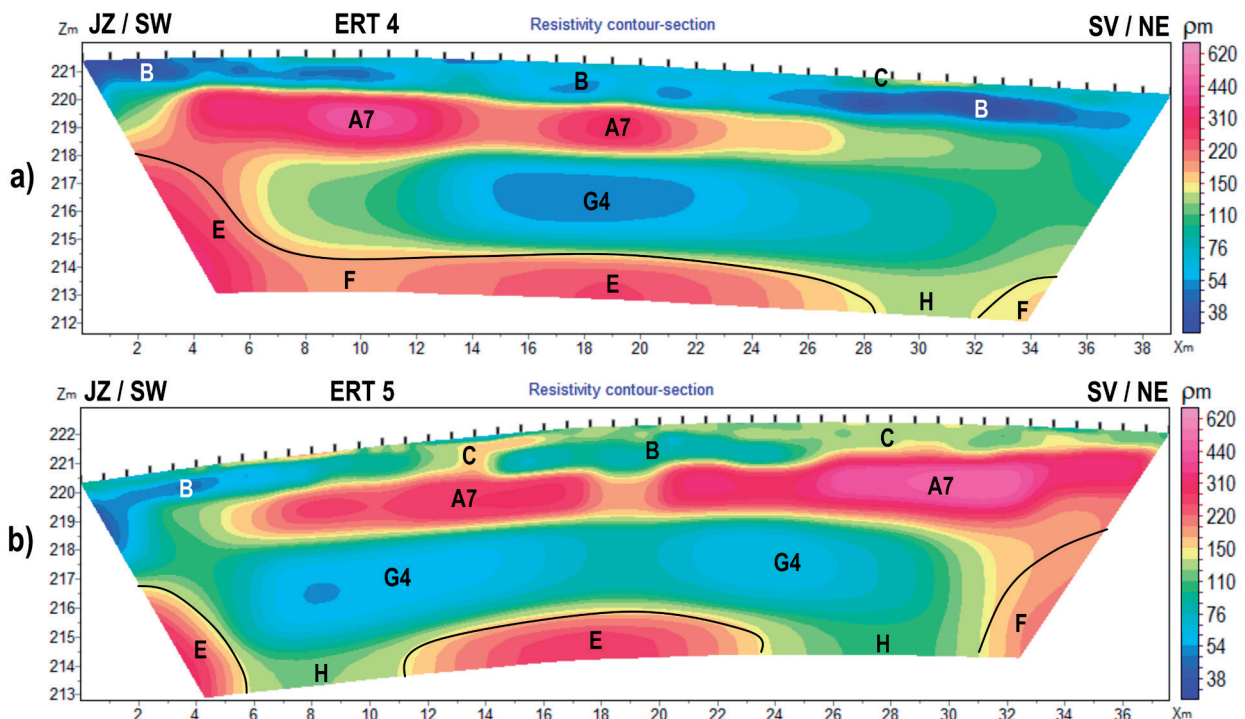 Zm JZ / SW ERT 4 Resistivity contour-section SV / NE ρm
221
220
219
218
217
216
215
214
213
212
B
B
C
B
A7
A7
a)
G4
E
F
E
H
F
620
440
310
220
150
110
76
54
38
2 4 6 8 10 12 14 16 18 20 22 24 26 28 30 32 34 36 38 Xm
Zm JZ / SW ERT 5 Resistivity contour-section SV / NE ρm
222
221
220
219
218
217
216
215
214
213
C
B
C
B
A7
A7
b)
G4
G4
E
H
E
H
F
620
440
310
220
150
110
76
54
38
2 4 6 8 10 12 14 16 18 20 22 24 26 28 30 32 34 36 Xm